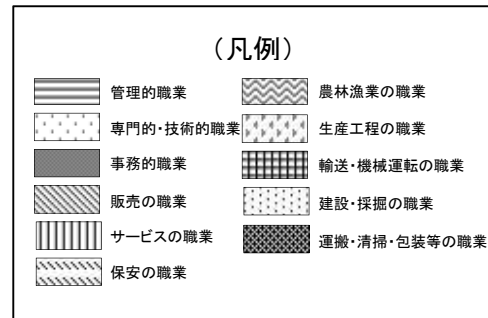 (凡例)
管理的職業
専門的・技術的職業
事務的職業
販売の職業
サービスの職業
保安の職業
農林漁業の職業
生産工程の職業
輸送・機械運転の職業
建設・採掘の職業
運搬・清掃・包装等の職業